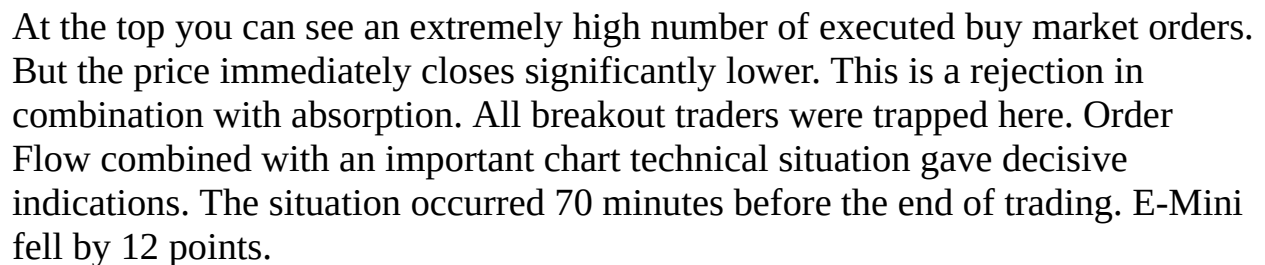 At the top you can see an extremely high number of executed buy market orders.
But the price immediately closes significantly lower. This is a rejection in
combination with absorption. All breakout traders were trapped here. Order
Flow combined with an important chart technical situation gave decisive
indications. The situation occurred 70 minutes before the end of trading. E-Mini
fell by 12 points.